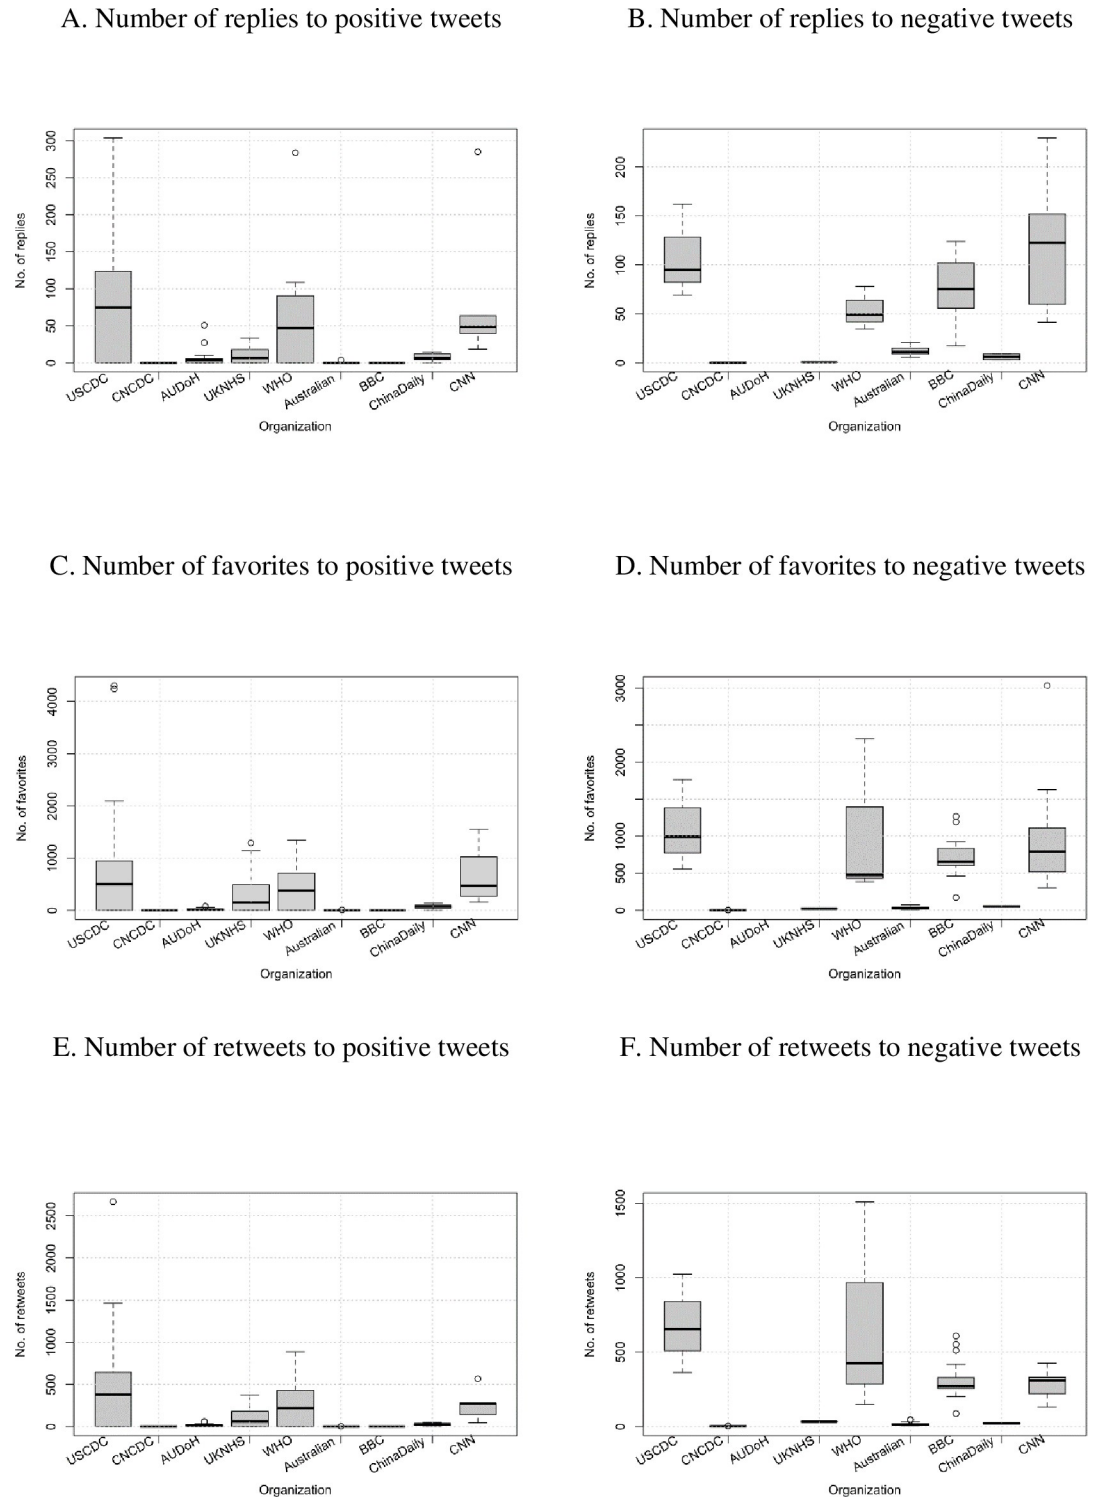 A. Number of replies to positive tweets
B. Number of replies to negative tweets
No. of replies
300
250
200
150
100
50
0
USCDC
CNCDC
AUDoH
UKNHS
WHO
Australian
BBC
ChinaDaily
CNN
Organization
No. of replies
200
150
100
50
0
USCDC
CNCDC
AUDoH
UKNHS
WHO
Australian
BBC
ChinaDaily
CNN
Organization
C. Number of favorites to positive tweets
D. Number of favorites to negative tweets
No. of favorites
4000
3000
2000
1000
0
USCDC
CNCDC
AUDoH
UKNHS
WHO
Australian
BBC
ChinaDaily
CNN
Organization
No. of favorites
3000
2000
1000
500
0
USCDC
CNCDC
AUDoH
UKNHS
WHO
Australian
BBC
ChinaDaily
CNN
Organization
E. Number of retweets to positive tweets
F. Number of retweets to negative tweets
No. of retweets
2500
2000
1500
1000
500
0
USCDC
CNCDC
AUDoH
UKNHS
WHO
Australian
BBC
ChinaDaily
CNN
Organization
No. of retweets
1500
1000
500
0
USCDC
CNCDC
AUDoH
UKNHS
WHO
Australian
BBC
ChinaDaily
CNN
Organization